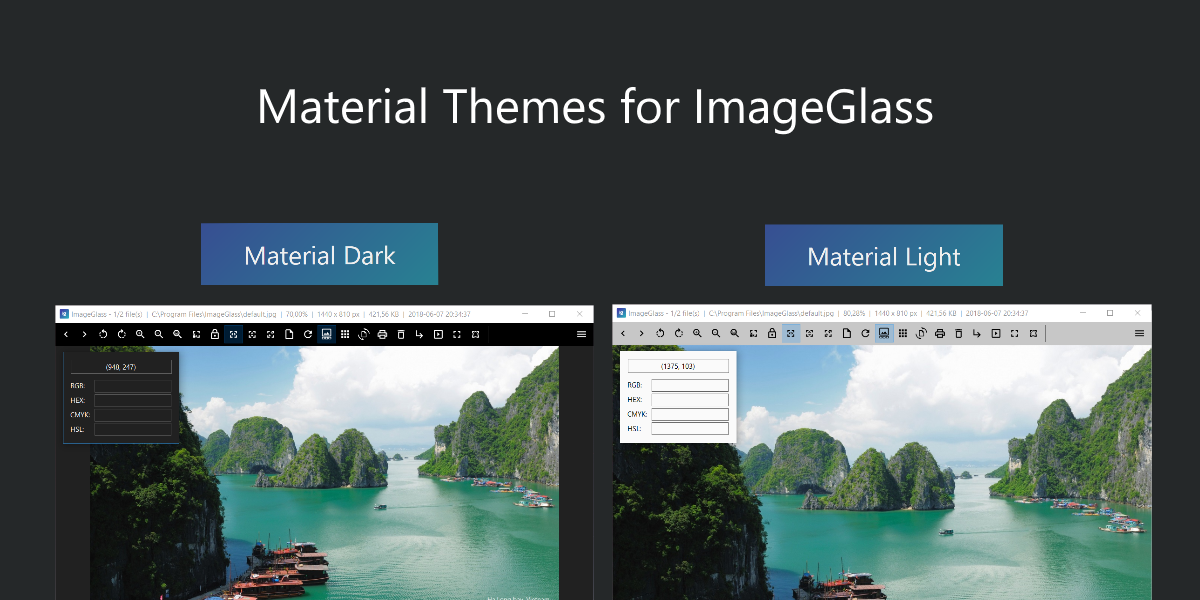 Material Themes for ImageGlass
Material Dark
Material Light
ImageGlass - 1/2 file(s) | C:\Program Files\ImageGlass\default.jpg | 70,00% | 1440 x 810 px | 421,56 KB | 2018-06-07 20:34:37
(940, 247)
RGB:
HEX:
CMYK:
HSL:
ImageGlass - 1/2 file(s) | C:\Program Files\ImageGlass\default.jpg | 80,28% | 1440 x 810 px | 421,56 KB | 2018-06-07 20:34:37
(1375, 103)
RGB:
HEX:
CMYK:
HSL: